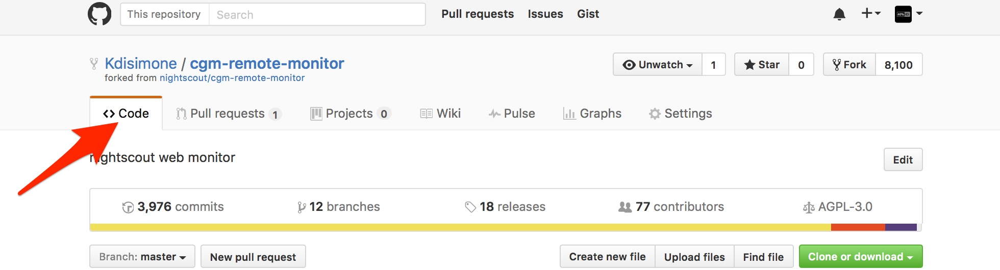 This repository Search Pull requests Issues Gist
Kdisimone / cgm-remote-monitor Unwatch 1 Star 0 Fork 8,100
forked from nightscout/cgm-remote-monitor
Code Pull requests 1 Projects 0 Wiki Pulse Graphs Settings
nightscout web monitor Edit
3,976 commits 12 branches 18 releases 77 contributors AGPL-3.0
Branch: master New pull request Create new file Upload files Find file Clone or download